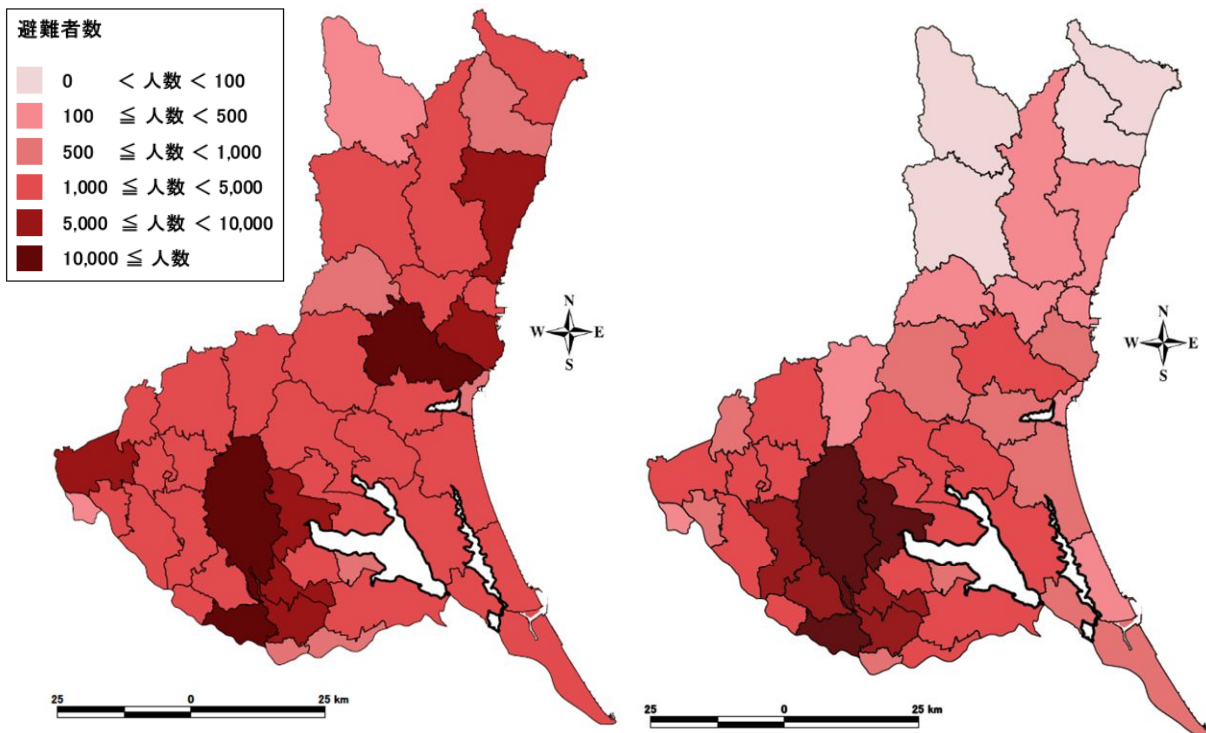 避難者数
0 < 人数 < 100
100 ≦ 人数 < 500
500 ≦ 人数 < 1,000
1,000 ≦ 人数 < 5,000
5,000 ≦ 人数 < 10,000
10,000 ≦ 人数
N
W E
S
N
W E
S
25 0 25 km
25 0 25 km